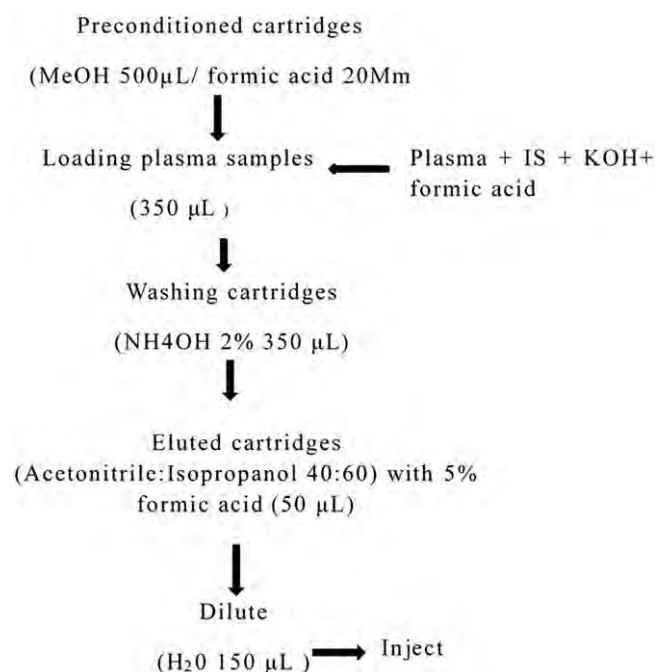 Preconditioned cartridges
(MeOH 500µL/ formic acid 20Mm
Loading plasma samples
(350 µL )
Plasma + IS + KOH+
formic acid
Washing cartridges
(NH4OH 2% 350 µL)
Eluted cartridges
(Acetonitrile:Isopropanol 40:60) with 5%
formic acid (50 µL)
Dilute
(H₂0 150 µL )
Inject